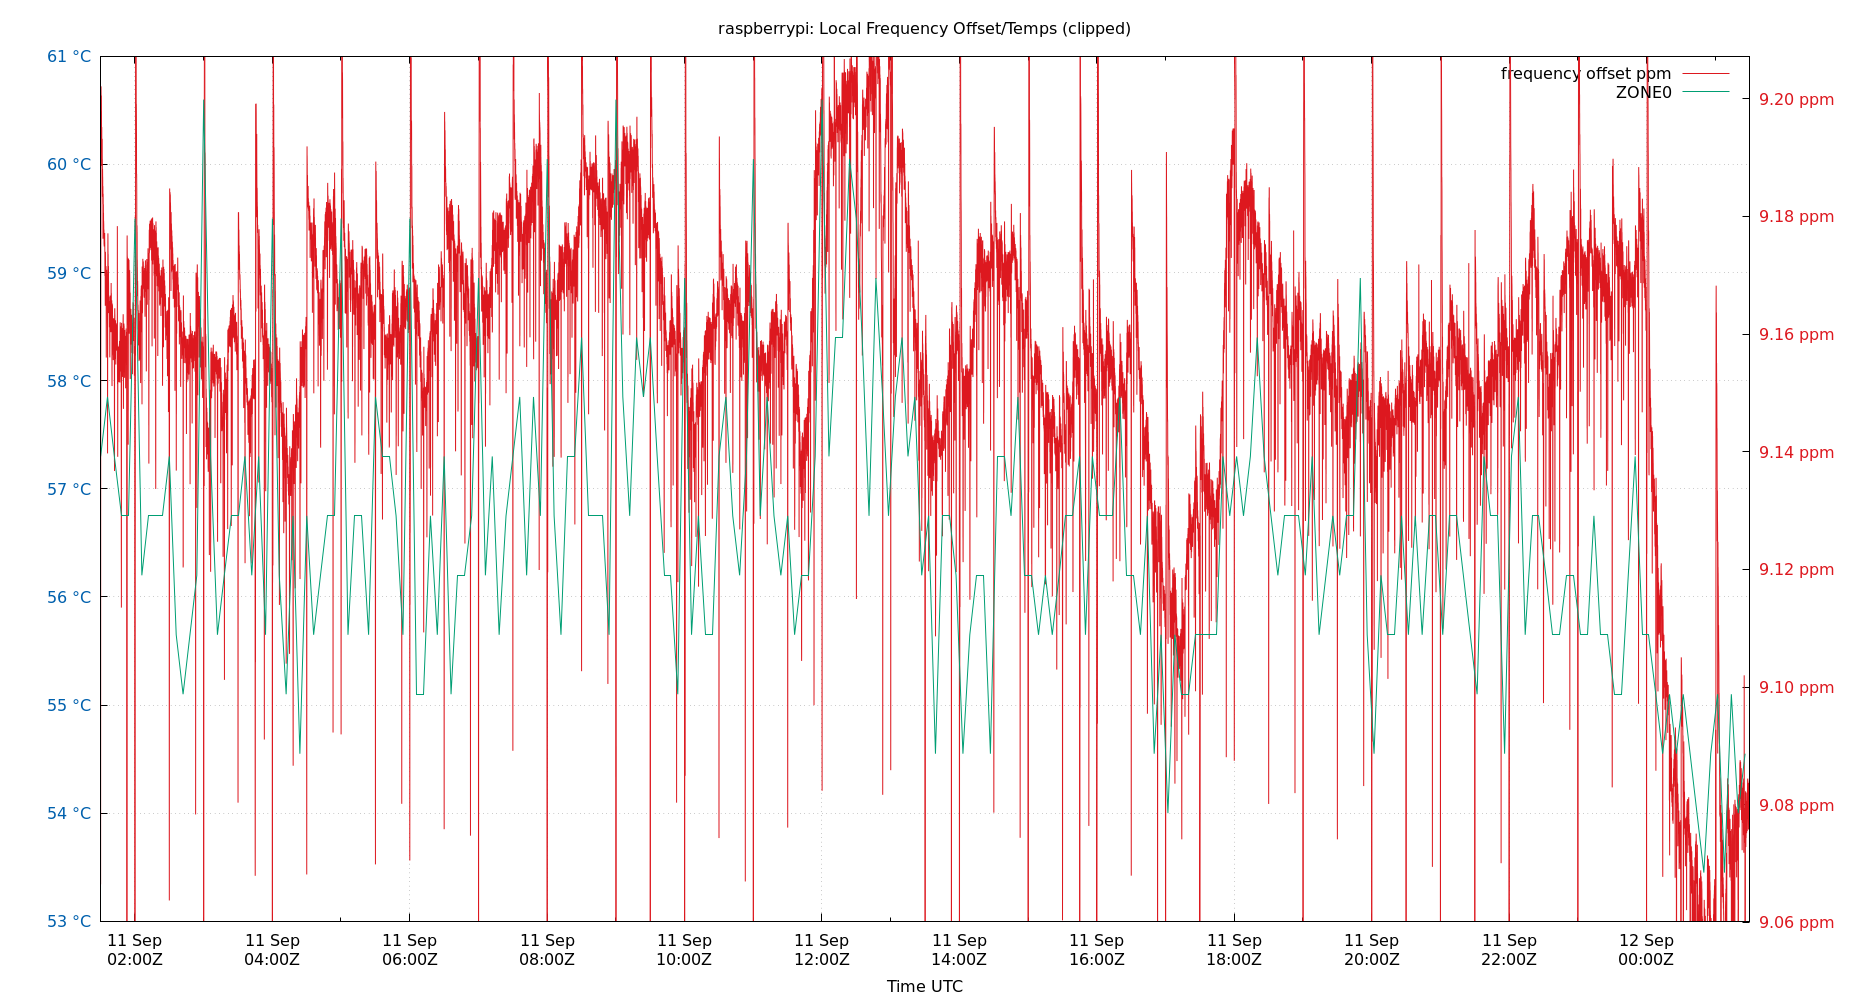 raspberrypi: Local Frequency Offset/Temps (clipped)
61 °C
60 °C
59 °C
58 °C
57 °C
56 °C
55 °C
54 °C
53 °C
frequency offset ppm
ZONE0
9.20 ppm
9.18 ppm
9.16 ppm
9.14 ppm
9.12 ppm
9.10 ppm
9.08 ppm
9.06 ppm
11 Sep
02:00Z
11 Sep
04:00Z
11 Sep
06:00Z
11 Sep
08:00Z
11 Sep
10:00Z
11 Sep
12:00Z
11 Sep
14:00Z
11 Sep
16:00Z
11 Sep
18:00Z
11 Sep
20:00Z
11 Sep
22:00Z
12 Sep
00:00Z
Time UTC